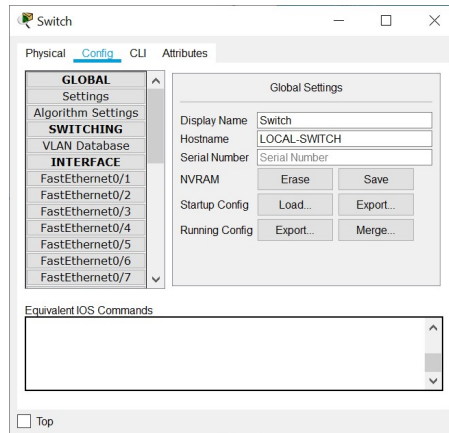 Switch
Physical Config CLI Attributes
GLOBAL
Settings
Algorithm Settings
SWITCHING
VLAN Database
INTERFACE
FastEthernet0/1
FastEthernet0/2
FastEthernet0/3
FastEthernet0/4
FastEthernet0/5
FastEthernet0/6
FastEthernet0/7
Global Settings
Display Name Switch
Hostname LOCAL-SWITCH
Serial Number Serial Number
NVRAM Erase Save
Startup Config Load... Export...
Running Config Export... Merge...
Equivalent IOS Commands
Top